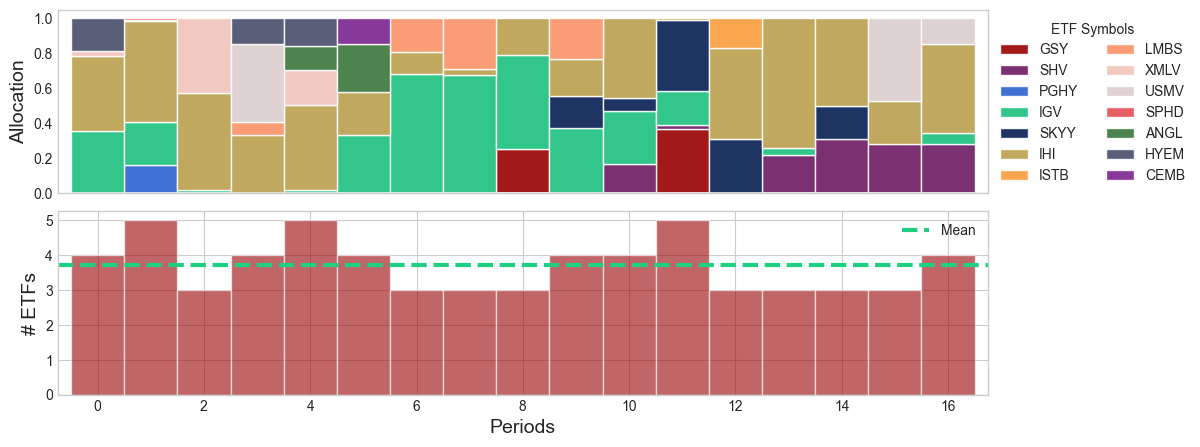 1.0
0.8
0.6
0.4
0.2
0.0
Allocation
ETF Symbols
GSY LMBS
SHV XMLV
PGHY USMV
IGV SPHD
SKYY ANGL
IHI HYEM
ISTB CEMB
5
4
3
2
1
0
# ETFs
Mean
0 2 4 6 8 10 12 14 16
Periods